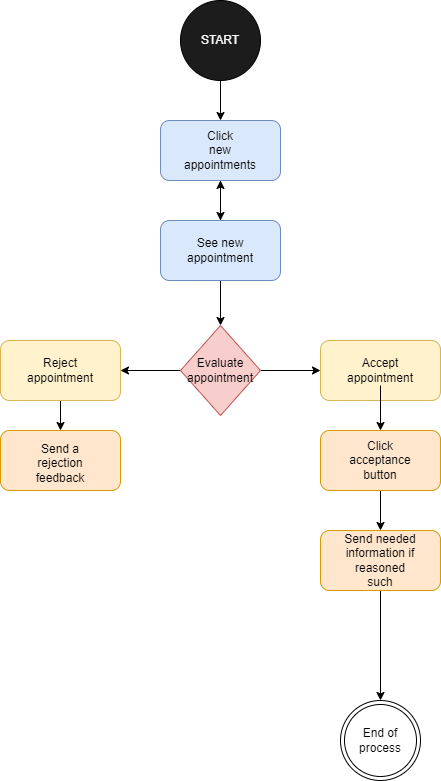 START
Click
new
appointments
See new
appointment
Evaluate
appointment
Reject
appointment
Accept
appointment
Send a
rejection
feedback
Click
acceptance
button
Send needed
information if
reasoned
such
End of
process